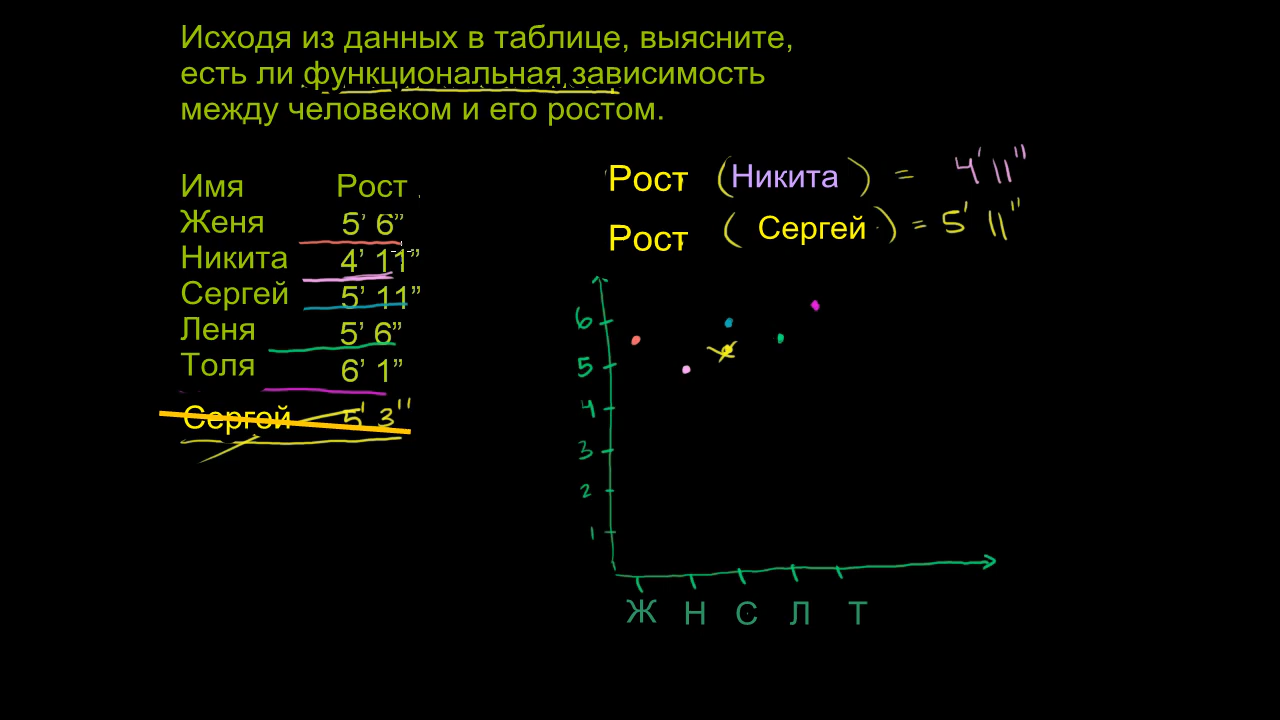 Исходя из данных в таблице, выясните,
есть ли функциональная зависимость
между человеком и его ростом.
Имя Рост
Женя 5’ 6”
Никита 4’ 11”
Сергей 5’ 11”
Леня 5’ 6”
Толя 6’ 1”
Сергей 5' 3"
Рост (Никита) = 4' 11"
Рост (Сергей) = 5' 11"
6
5
4
3
2
1
Ж Н С Л Т